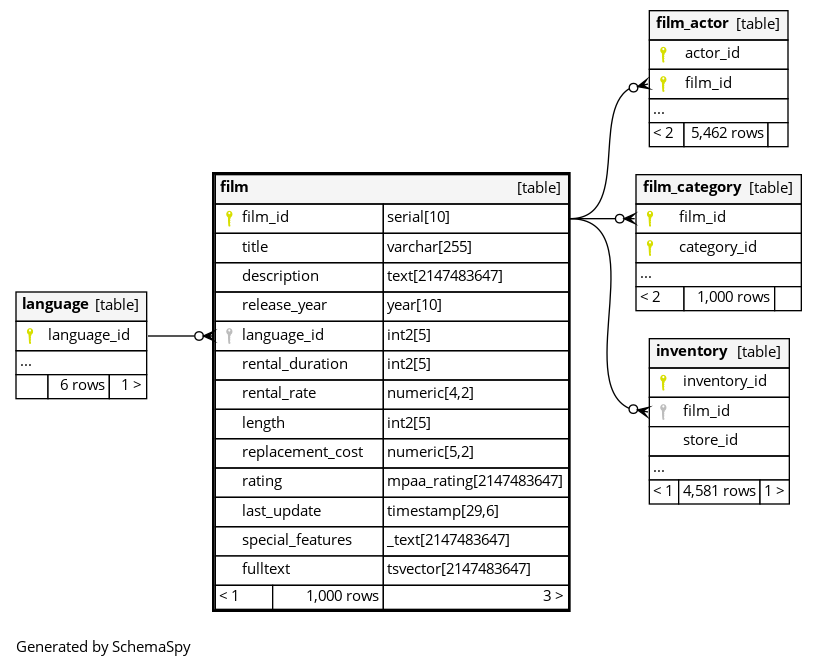 film_actor [table]
actor_id
film_id
...
< 2 5,462 rows
film [table]
film_id serial[10]
title varchar[255]
description text[2147483647]
release_year year[10]
language_id int2[5]
rental_duration int2[5]
rental_rate numeric[4,2]
length int2[5]
replacement_cost numeric[5,2]
rating mpaa_rating[2147483647]
last_update timestamp[29,6]
special_features _text[2147483647]
fulltext tsvector[2147483647]
< 1 1,000 rows 3 >
film_category [table]
film_id
category_id
...
< 2 1,000 rows
language [table]
language_id
...
6 rows 1 >
inventory [table]
inventory_id
film_id
store_id
...
< 1 4,581 rows 1 >
Generated by SchemaSpy